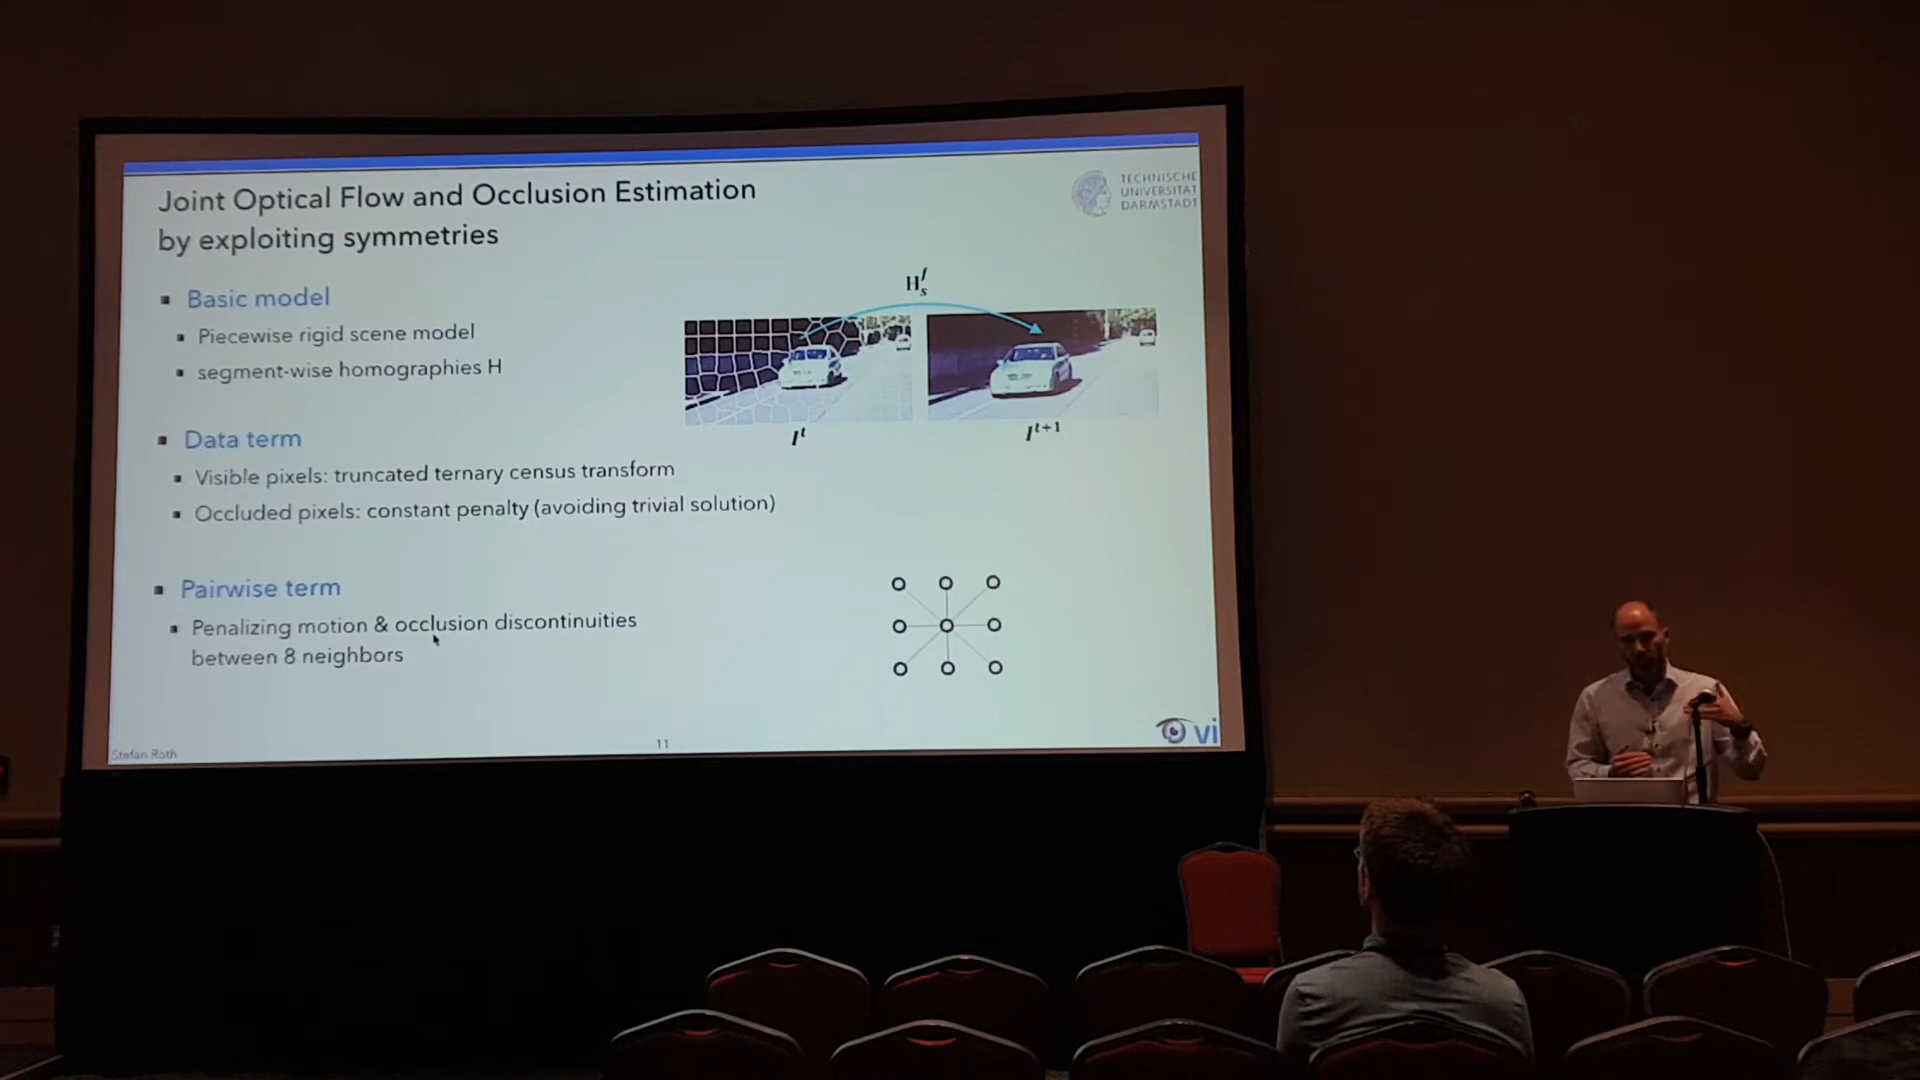 Joint Optical Flow and Occlusion Estimation
by exploiting symmetries
TECHNISCHE
UNIVERSITÄT
DARMSTADT
Basic model
Piecewise rigid scene model
segment-wise homographies H
H_s^f
I^t
I^{t+1}
Data term
Visible pixels: truncated ternary census transform
Occluded pixels: constant penalty (avoiding trivial solution)
Pairwise term
Penalizing motion & occlusion discontinuities
between 8 neighbors
Stefan Roth
11
vi